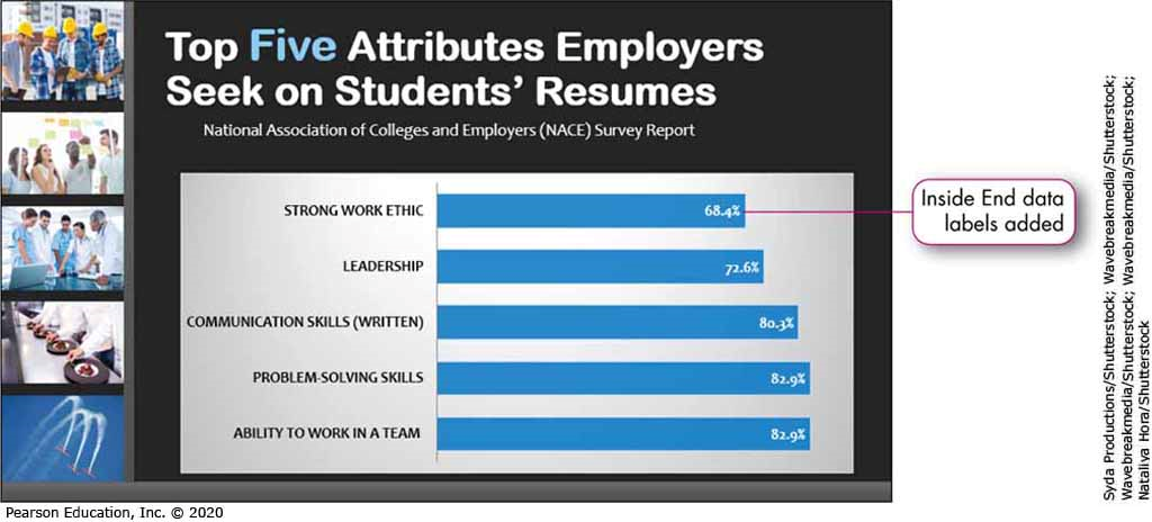 Top Five Attributes Employers
Seek on Students' Resumes
National Association of Colleges and Employers (NACE) Survey Report
STRONG WORK ETHIC 68.4%
LEADERSHIP 72.6%
COMMUNICATION SKILLS (WRITTEN) 80.3%
PROBLEM-SOLVING SKILLS 82.9%
ABILITY TO WORK IN A TEAM 82.9%
Inside End data
labels added
Syda Productions/Shutterstock; Wavebreakmedia/Shutterstock;
Wavebreakmedia/Shutterstock; Wavebreakmedia/Shutterstock;
Nataliya Hora/Shutterstock
Pearson Education, Inc. © 2020